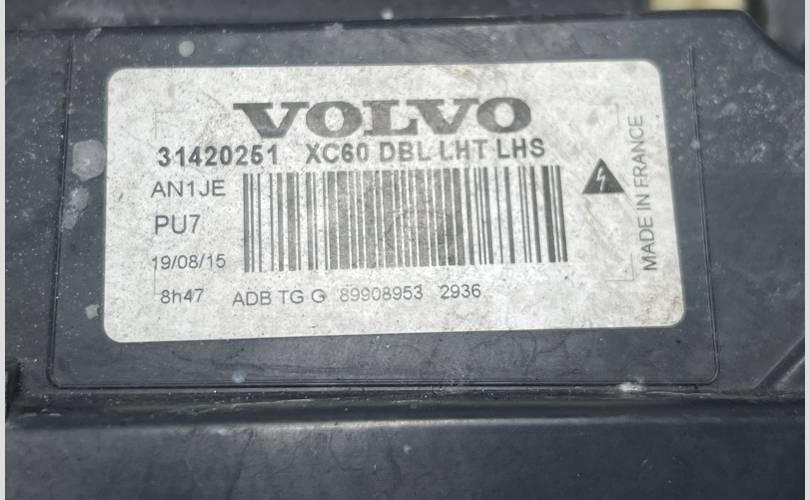 VOLVO
31420251 XC60 DBL LHT LHS
AN1JE
PU7
19/08/15
8h47 ADB TG G 89908953 2936
MADE IN FRANCE